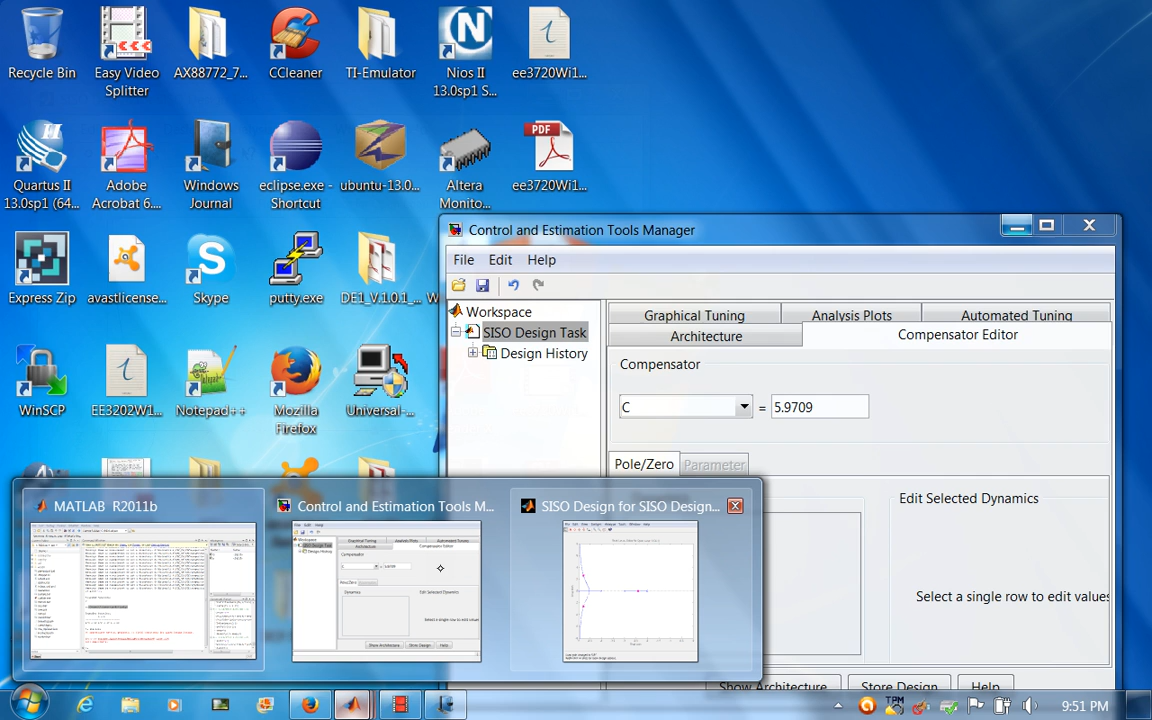 Recycle Bin
Easy Video Splitter
AX88772_7...
CCleaner
TI-Emulator
Nios II 13.0sp1 S...
ee3720Wi1...
Quartus II 13.0sp1 (64...
Adobe Acrobat 6....
Windows Journal
eclipse.exe - Shortcut
ubuntu-13.0...
Altera Monito...
PDF
ee3720Wi1...
Express Zip
avastlicense...
Skype
putty.exe
DE1_V.1.0.1_...
WinSCP
EE3202W1...
Notepad++
Mozilla Firefox
Universal-...
Control and Estimation Tools Manager
File Edit Help
Workspace
SISO Design Task
Design History
Graphical Tuning
Analysis Plots
Automated Tuning
Architecture
Compensator Editor
Compensator
C
=
5.9709
Pole/Zero
Parameter
Edit Selected Dynamics
Select a single row to edit values
Show Architecture
Store Design
Help
MATLAB R2011b
Control and Estimation Tools M...
SISO Design for SISO Design...
9:51 PM